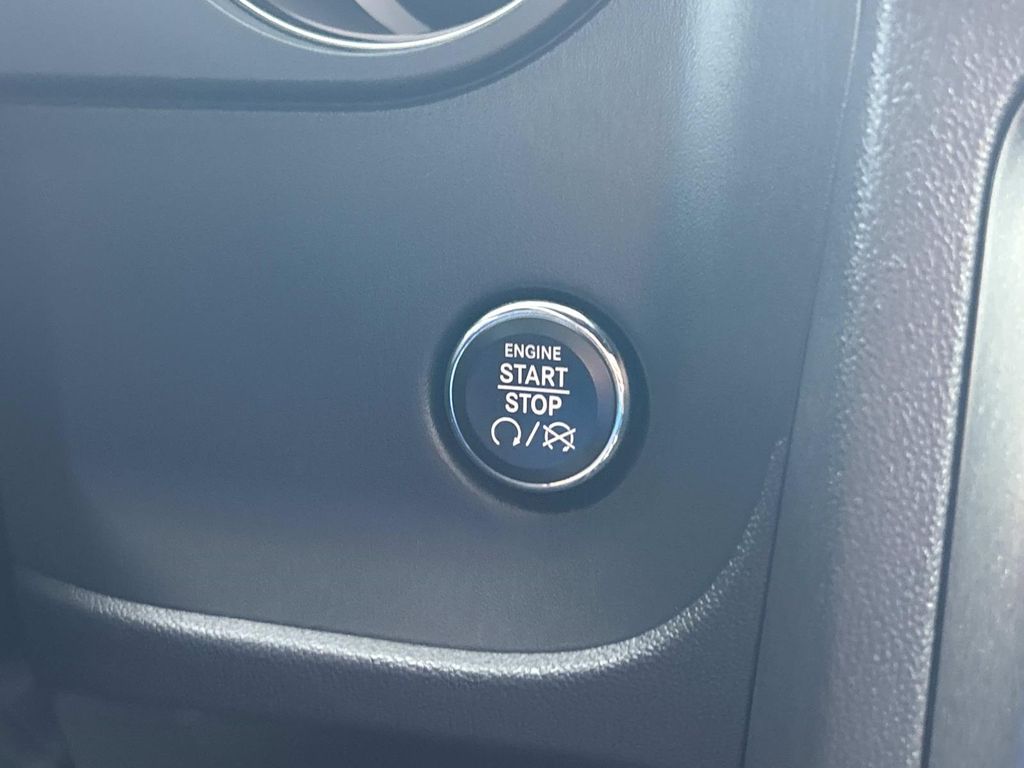 ENGINE
START
STOP
/